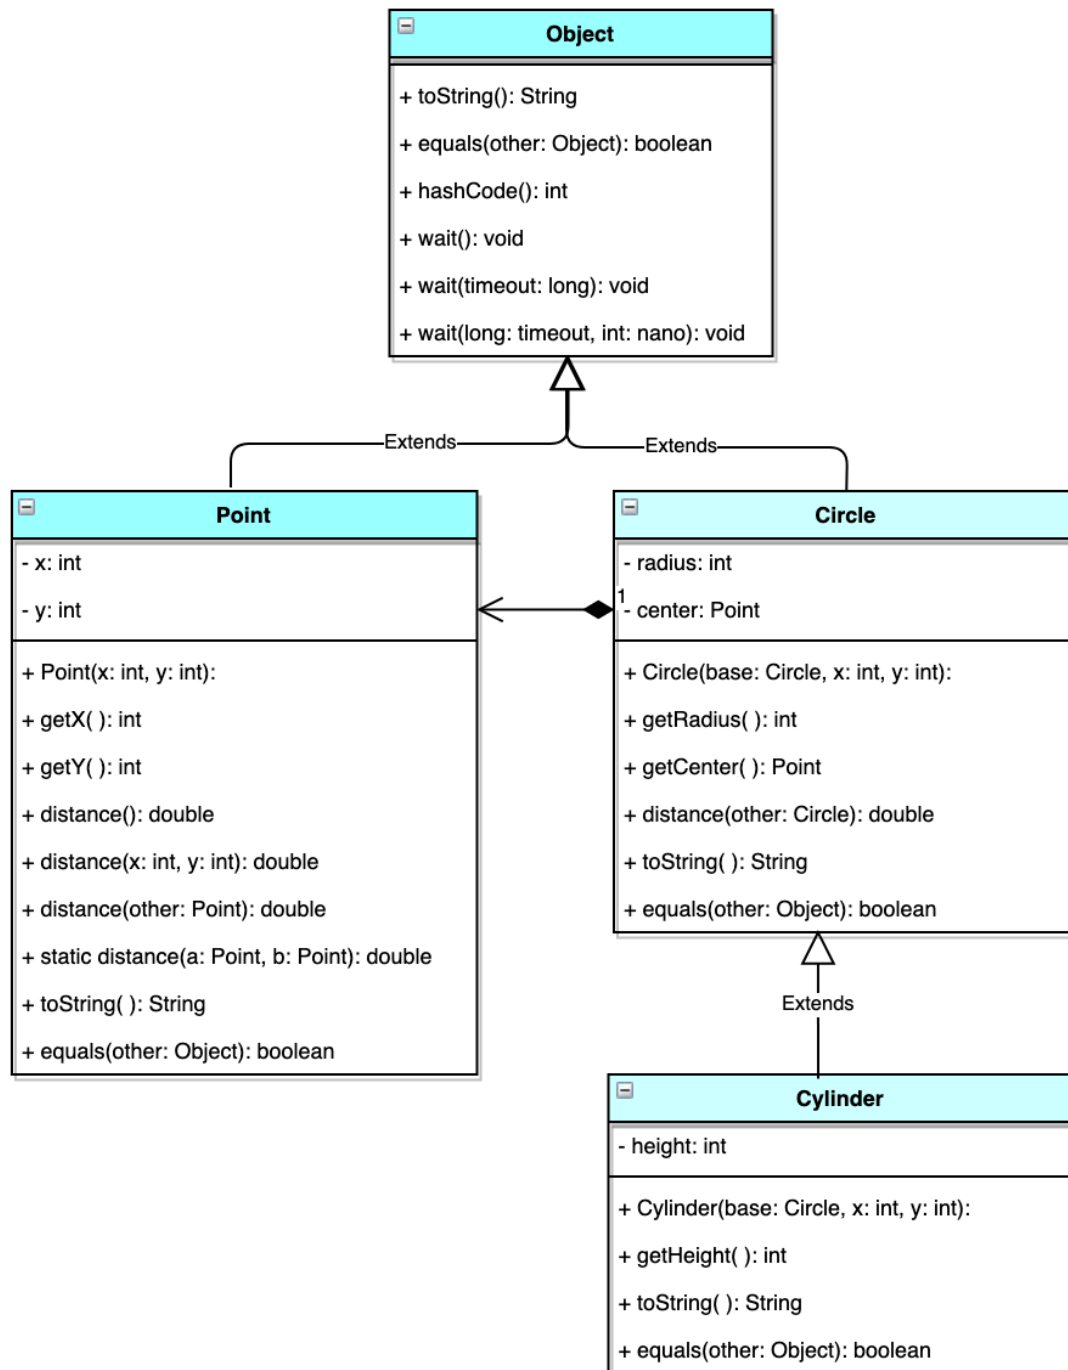 Object
+ toString(): String
+ equals(other: Object): boolean
+ hashCode(): int
+ wait(): void
+ wait(timeout: long): void
+ wait(long: timeout, int: nano): void
Extends
Extends
Point
- x: int
- y: int
+ Point(x: int, y: int):
+ getX( ): int
+ getY( ): int
+ distance(): double
+ distance(x: int, y: int): double
+ distance(other: Point): double
+ static distance(a: Point, b: Point): double
+ toString( ): String
+ equals(other: Object): boolean
Circle
- radius: int
1
- center: Point
+ Circle(base: Circle, x: int, y: int):
+ getRadius( ): int
+ getCenter( ): Point
+ distance(other: Circle): double
+ toString( ): String
+ equals(other: Object): boolean
Extends
Cylinder
- height: int
+ Cylinder(base: Circle, x: int, y: int):
+ getHeight( ): int
+ toString( ): String
+ equals(other: Object): boolean